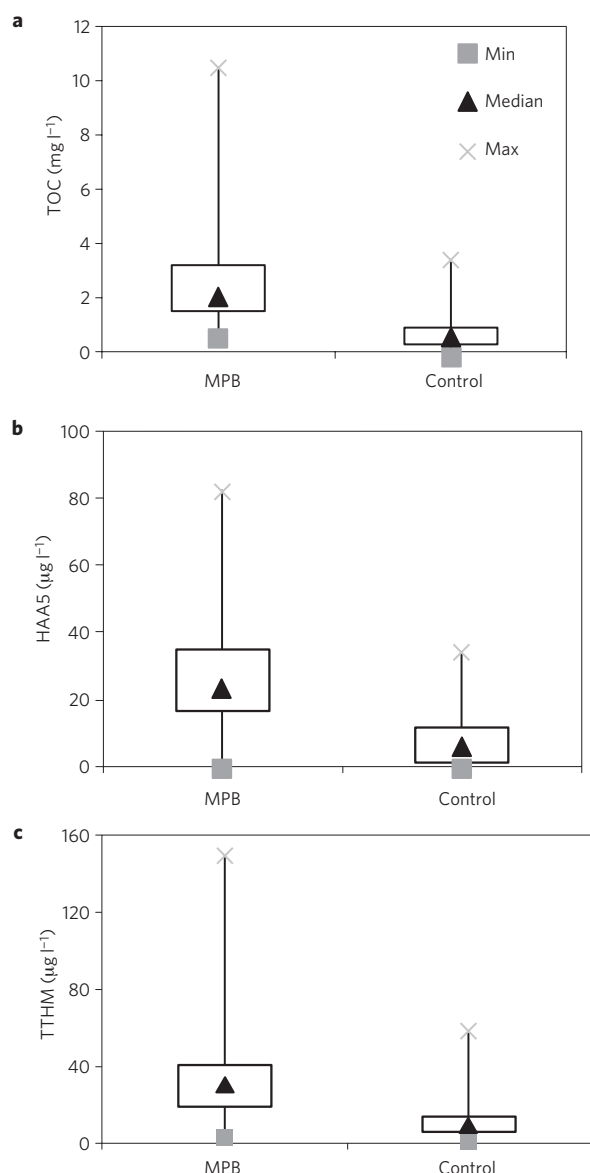 a
12
10
8
6
4
2
0
TOC (mg l⁻¹)
Min
Median
Max
MPB Control
b
100
80
60
40
20
0
HAA5 (µg l⁻¹)
MPB Control
c
160
120
80
40
0
TTHM (µg l⁻¹)
MPB Control